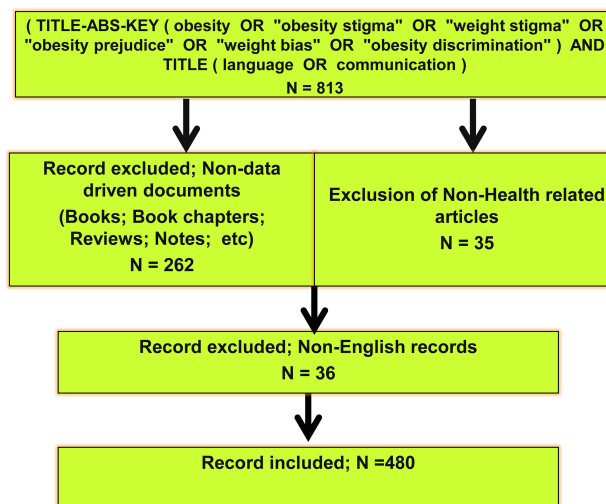 ( TITLE-ABS-KEY ( obesity OR "obesity stigma" OR "weight stigma" OR
"obesity prejudice" OR "weight bias" OR "obesity discrimination" ) AND
TITLE ( language OR communication )
N = 813
Record excluded; Non-data
driven documents
(Books; Book chapters;
Reviews; Notes; etc)
N = 262
Exclusion of Non-Health related
articles
N = 35
Record excluded; Non-English records
N = 36
Record included; N =480